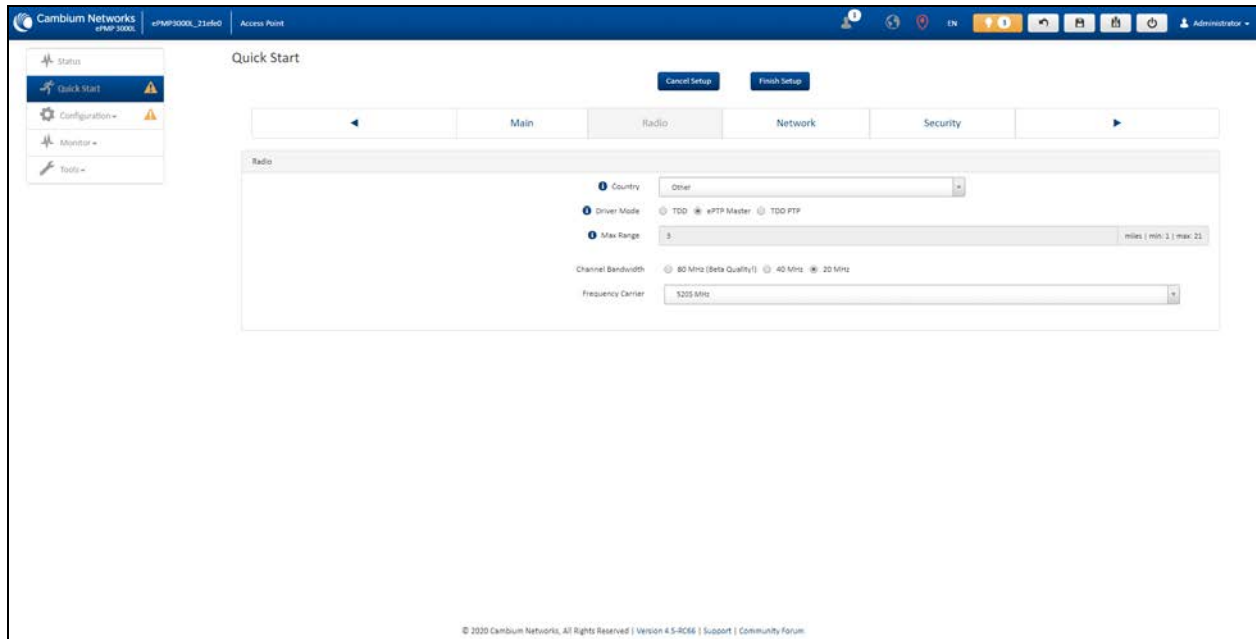 Cambium Networks
ePMP 3000L
ePMP3000L_21efe0
Access Point
1
EN
1
Administrator
Status
Quick Start
Configuration
Monitor
Tools
Quick Start
Cancel Setup
Finish Setup
Main
Radio
Network
Security
Radio
Country
Other
Driver Mode
TDD
ePTP Master
TDD PTP
Max Range
3
miles | min: 1 | max: 21
Channel Bandwidth
80 MHz (Beta Quality!)
40 MHz
20 MHz
Frequency Carrier
5205 MHz
© 2020 Cambium Networks, All Rights Reserved | Version 4.5-RC66 | Support | Community Forum